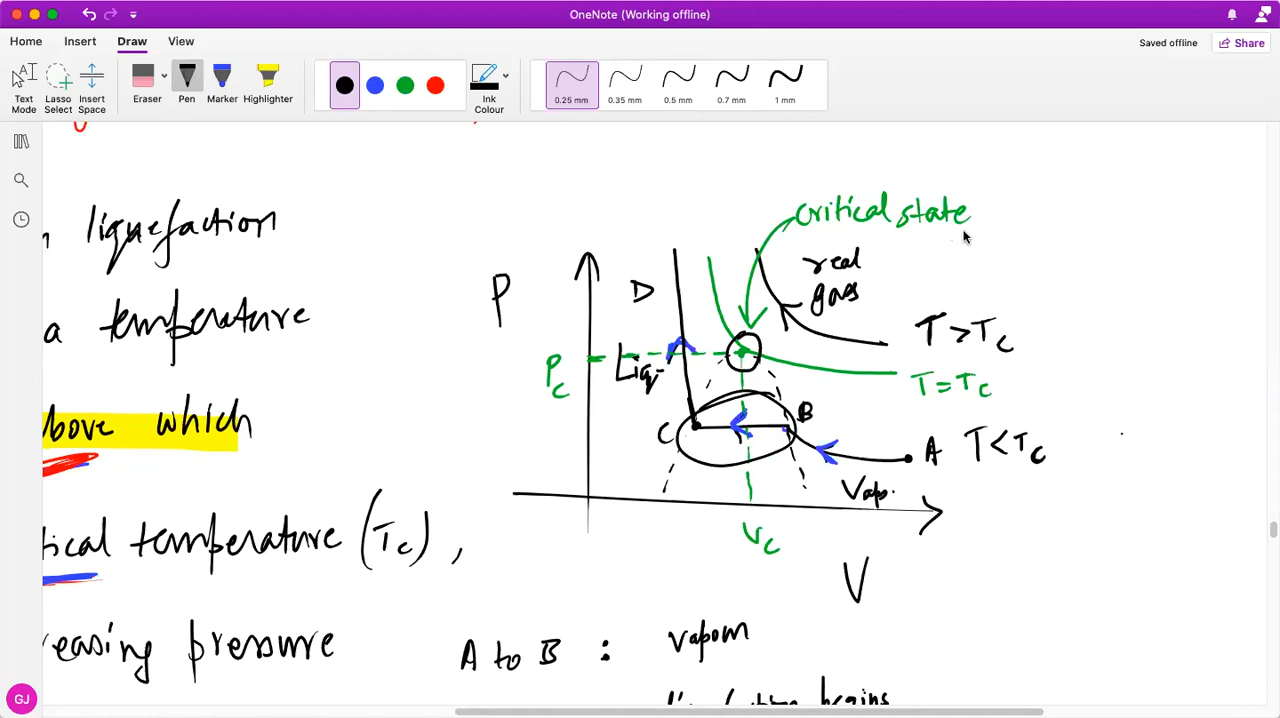 OneNote (Working offline)
Home Insert Draw View
Saved offline Share
Text Mode
Lasso Select
Insert Space
Eraser
Pen
Marker
Highlighter
Ink Colour
0.25 mm 0.35 mm 0.5 mm 0.7 mm 1 mm
liquefaction
a temperature
bove which
tical temperature (Tc),
reasing pressure
critical state
real
gas
P
D
T>Tc
Pc
Liq.
T=Tc
B
C
A T<Tc
Vap.
Vc
V
A to B :
GJ